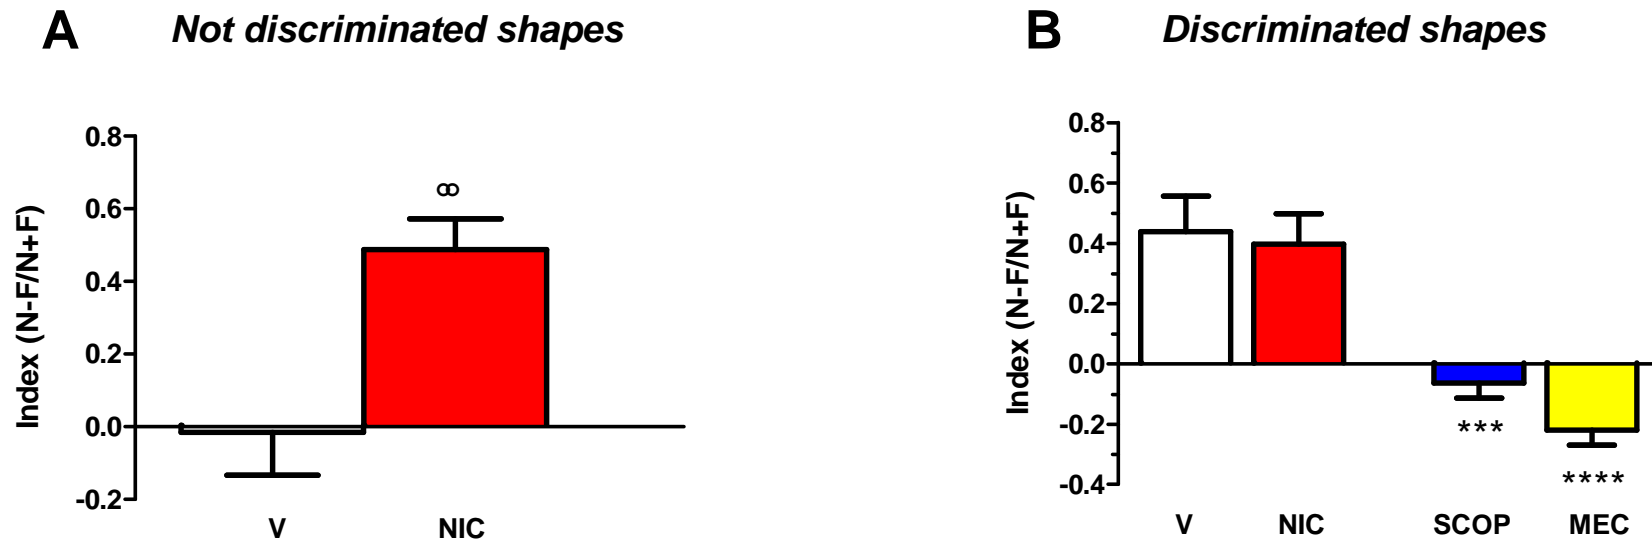 A Not discriminated shapes
Index (N-F/N+F)
0.8
0.6
0.4
0.2
0.0
-0.2
∞
V NIC
B Discriminated shapes
Index (N-F/N+F)
0.8
0.6
0.4
0.2
0.0
-0.2
-0.4
***
****
V NIC SCOP MEC